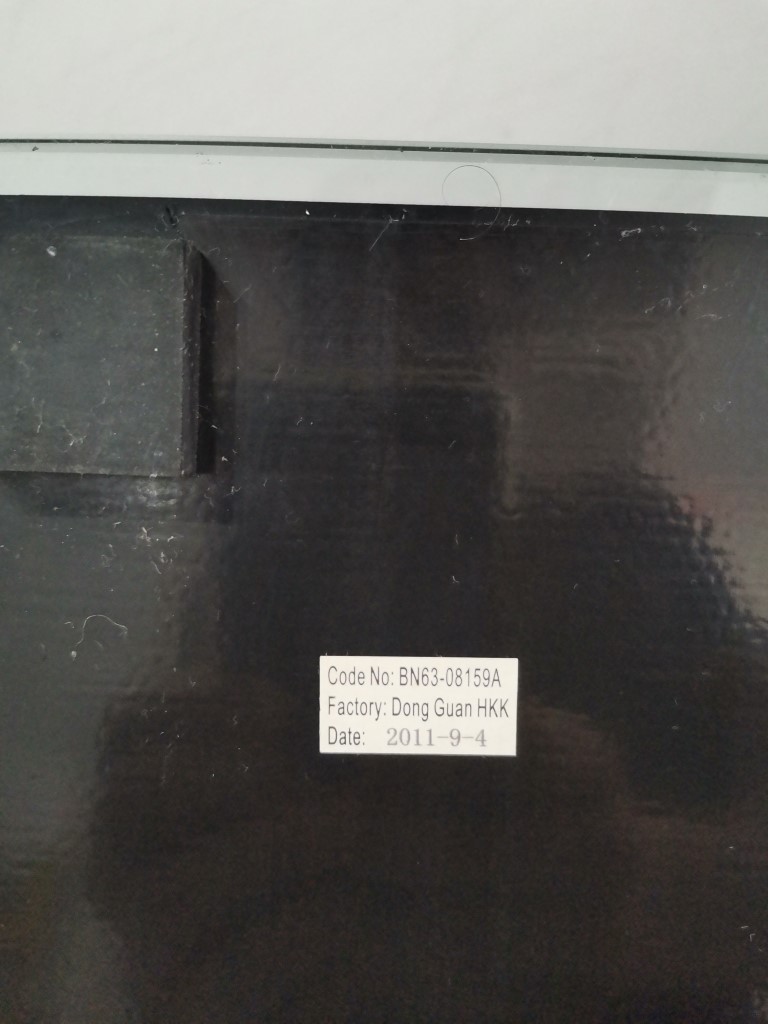 Code No: BN63-08159A
Factory: Dong Guan HKK
Date: 2011-9-4